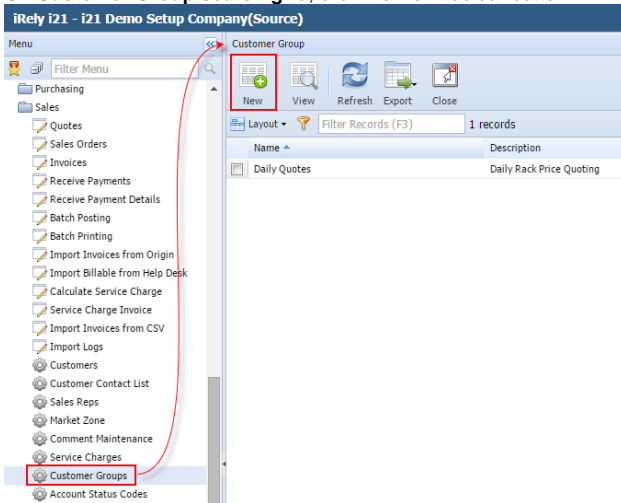 iRely i21 - i21 Demo Setup Company(Source)
Menu
Filter Menu
Purchasing
Sales
Quotes
Sales Orders
Invoices
Receive Payments
Receive Payment Details
Batch Posting
Batch Printing
Import Invoices from Origin
Import Billable from Help Desk
Calculate Service Charge
Service Charge Invoice
Import Invoices from CSV
Import Logs
Customers
Customer Contact List
Sales Reps
Market Zone
Comment Maintenance
Service Charges
Customer Groups
Account Status Codes
Customer Group
New View Refresh Export Close
Layout Filter Records (F3) 1 records
Name Description
Daily Quotes Daily Rack Price Quoting